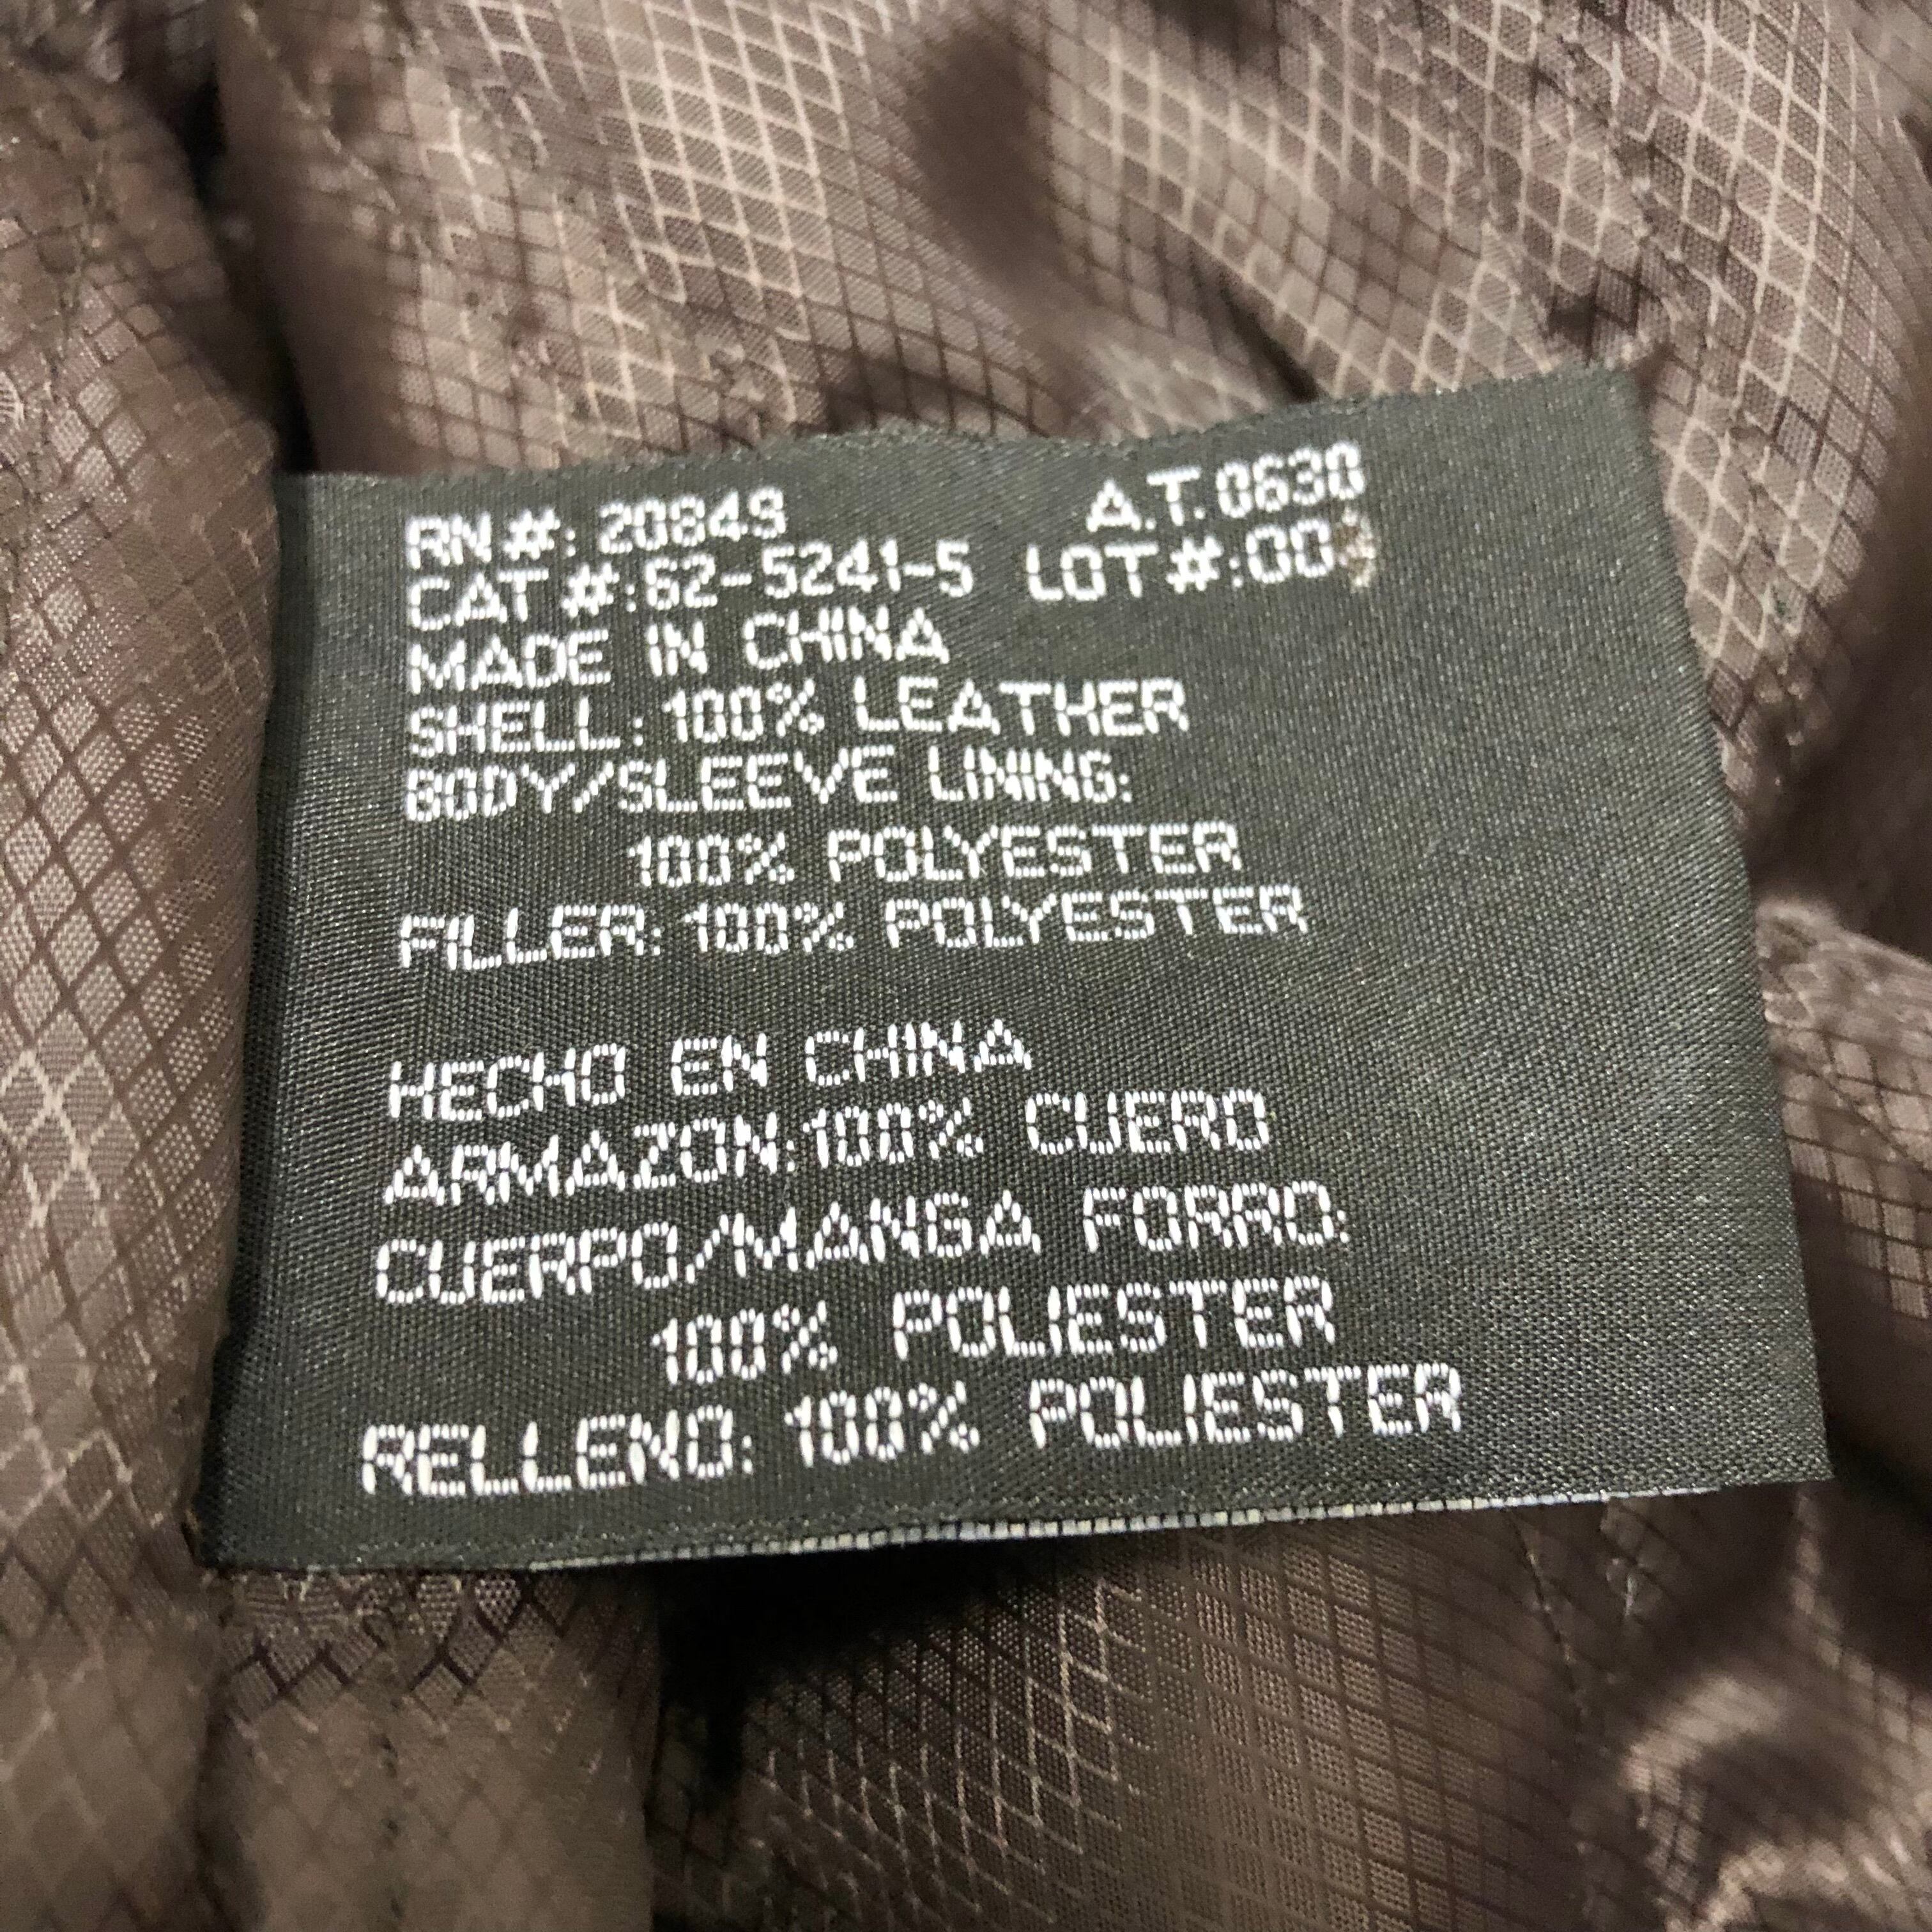 RN#: 20849 A.T. 0630
CAT #:62-5241-5 LOT #:
MADE IN CHINA
SHELL: 100% LEATHER
BODY/SLEEVE LINING:
100% POLYESTER
FILLER: 100% POLYESTER
HECHO EN CHINA
ARMAZON:100% CUERO
CUERPO/MANGA FORRO:
100% POLIESTER
RELLENO: 100% POLIESTER